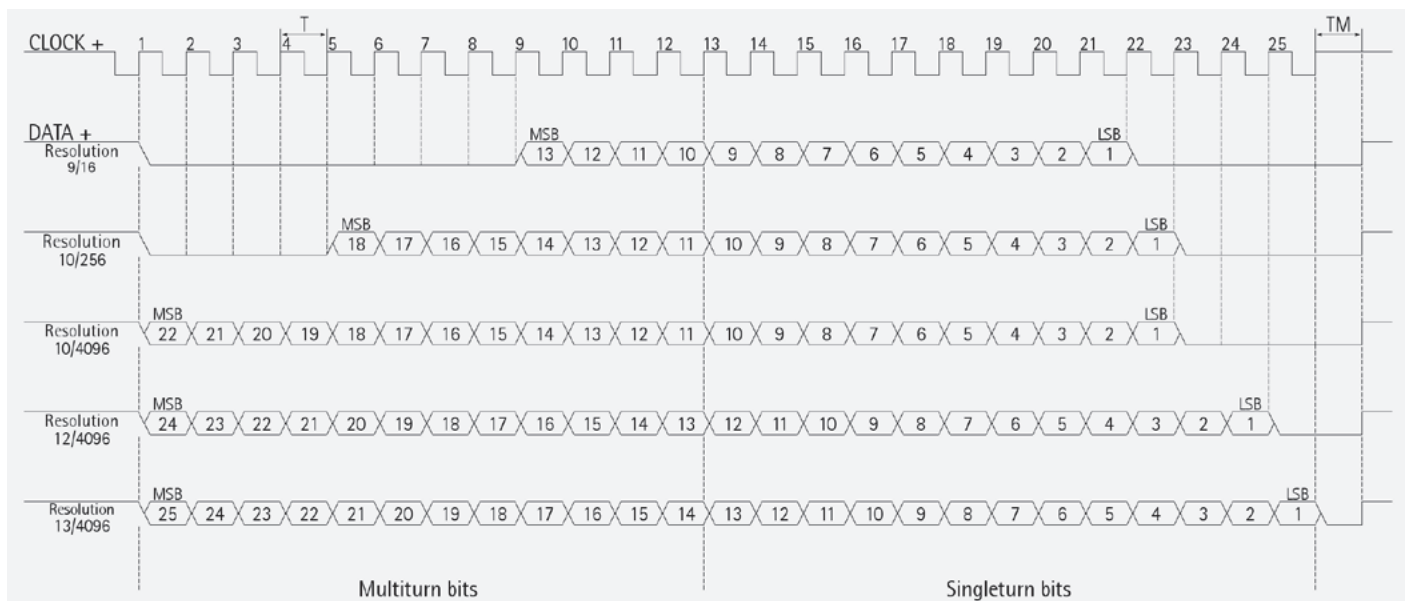 T TM
CLOCK + 1 2 3 4 5 6 7 8 9 10 11 12 13 14 15 16 17 18 19 20 21 22 23 24 25
DATA + MSB LSB
Resolution 13 12 11 10 9 8 7 6 5 4 3 2 1
9/16
MSB LSB
Resolution 18 17 16 15 14 13 12 11 10 9 8 7 6 5 4 3 2 1
10/256
MSB LSB
Resolution 22 21 20 19 18 17 16 15 14 13 12 11 10 9 8 7 6 5 4 3 2 1
10/4096
MSB LSB
Resolution 24 23 22 21 20 19 18 17 16 15 14 13 12 11 10 9 8 7 6 5 4 3 2 1
12/4096
MSB LSB
Resolution 25 24 23 22 21 20 19 18 17 16 15 14 13 12 11 10 9 8 7 6 5 4 3 2 1
13/4096
Multiturn bits Singleturn bits